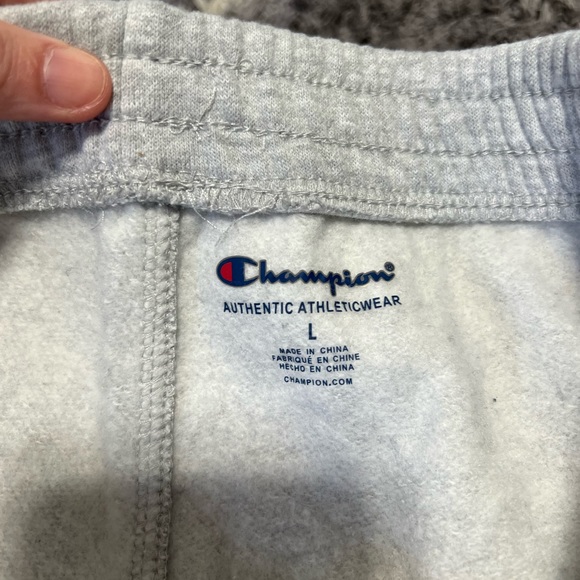 Champion®
AUTHENTIC ATHLETICWEAR
L
MADE IN CHINA
FABRIQUÉ EN CHINE
HECHO EN CHINA
CHAMPION.COM